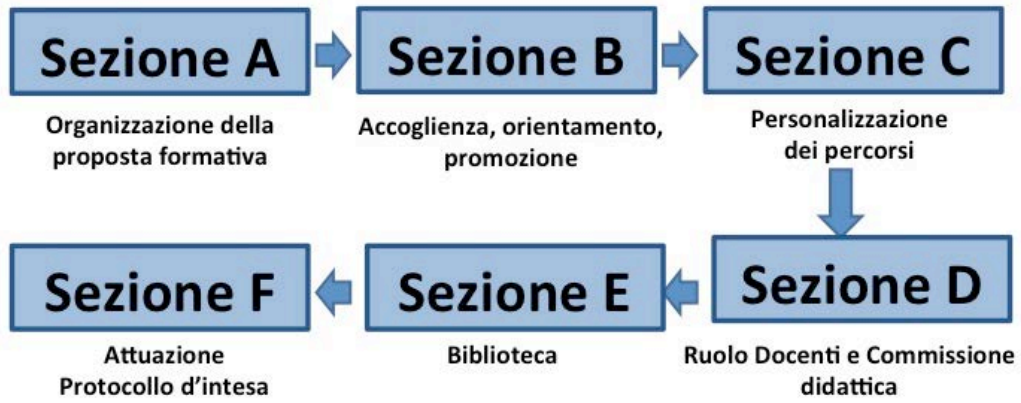 Sezione A
Organizzazione della
proposta formativa
Sezione B
Accoglienza, orientamento,
promozione
Sezione C
Personalizzazione
dei percorsi
Sezione D
Ruolo Docenti e Commissione
didattica
Sezione E
Biblioteca
Sezione F
Attuazione
Protocollo d'intesa